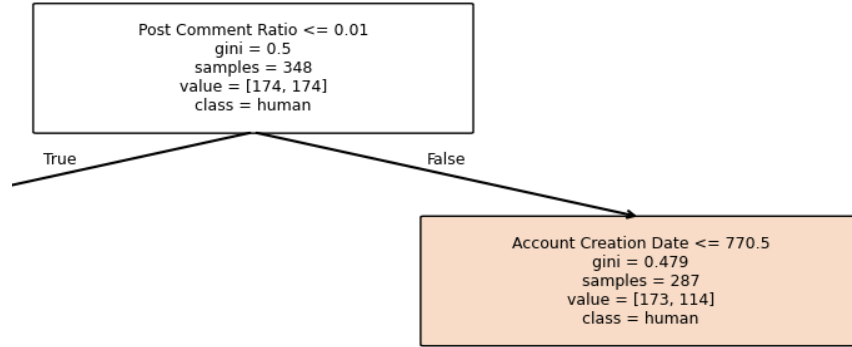 Post Comment Ratio <= 0.01
gini = 0.5
samples = 348
value = [174, 174]
class = human
True
False
Account Creation Date <= 770.5
gini = 0.479
samples = 287
value = [173, 114]
class = human